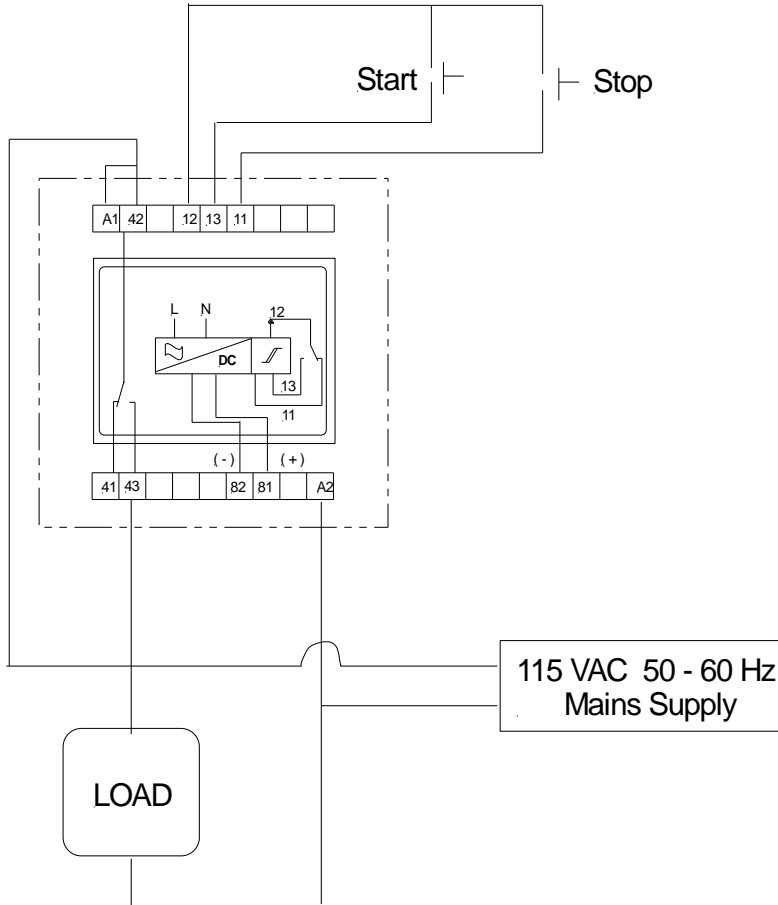 Start
Stop
A1 42 12 13 11
L N
12
DC
13
11
(-) (+)
41 43 82 81 A2
115 VAC 50 - 60 Hz
Mains Supply
LOAD